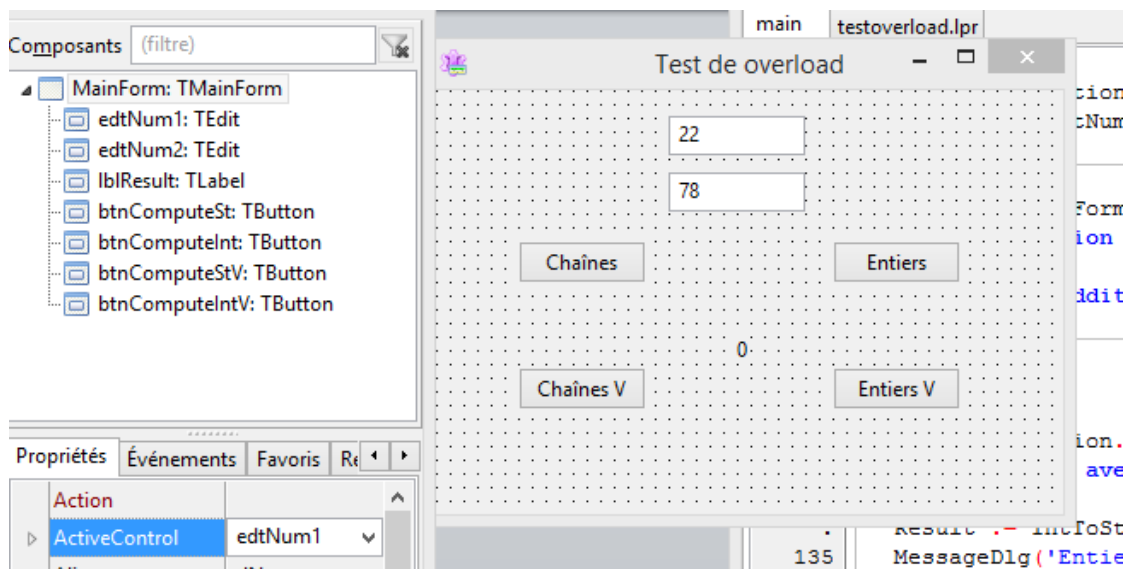 Composants (filtre)
MainForm: TMainForm
edtNum1: TEdit
edtNum2: TEdit
lblResult: TLabel
btnComputeSt: TButton
btnComputeInt: TButton
btnComputeStV: TButton
btnComputeIntV: TButton
Propriétés Événements Favoris
Action
ActiveControl edtNum1
main testoverload.lpr
Test de overload
22
78
Chaînes Entiers
0
Chaînes V Entiers V
135 MessageDlg('Entie